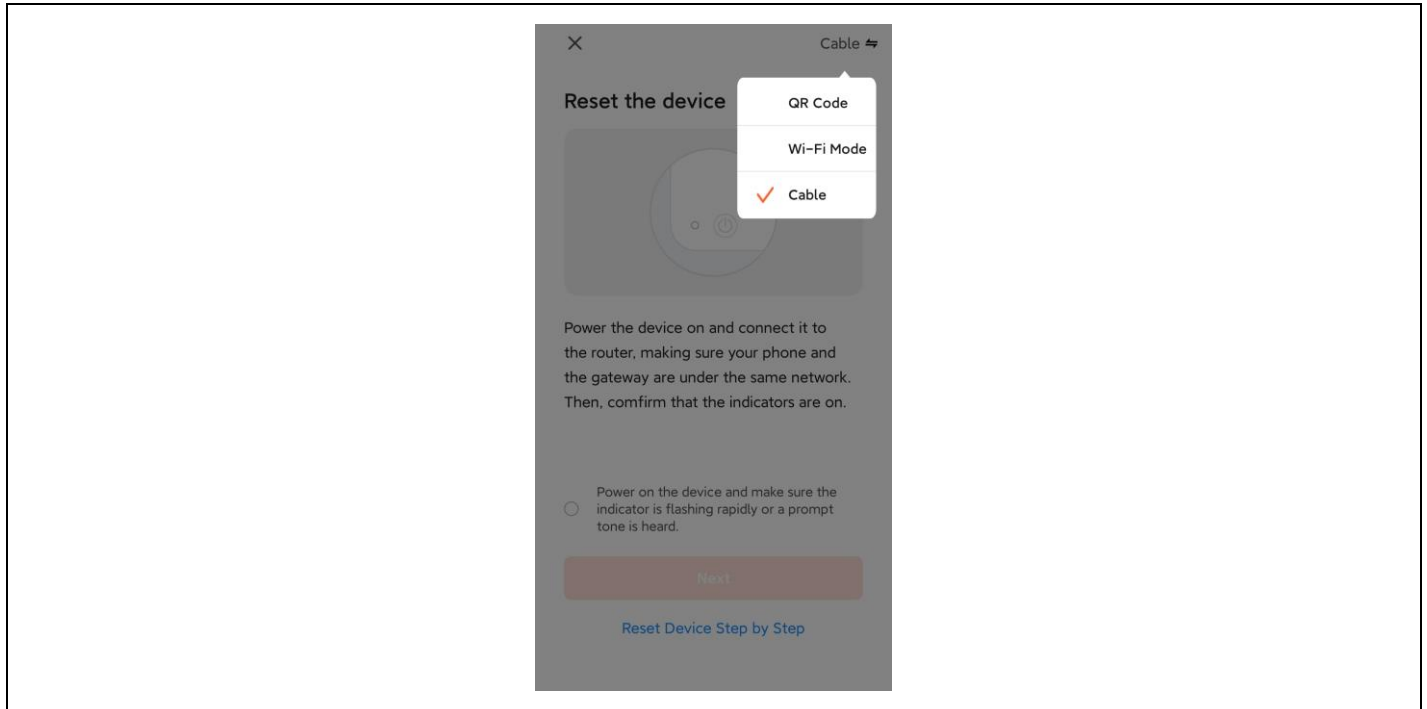 Cable ⇋
Reset the device
QR Code
Wi-Fi Mode
Cable
Power the device on and connect it to
the router, making sure your phone and
the gateway are under the same network.
Then, comfirm that the indicators are on.
Power on the device and make sure the
indicator is flashing rapidly or a prompt
tone is heard.
Next
Reset Device Step by Step